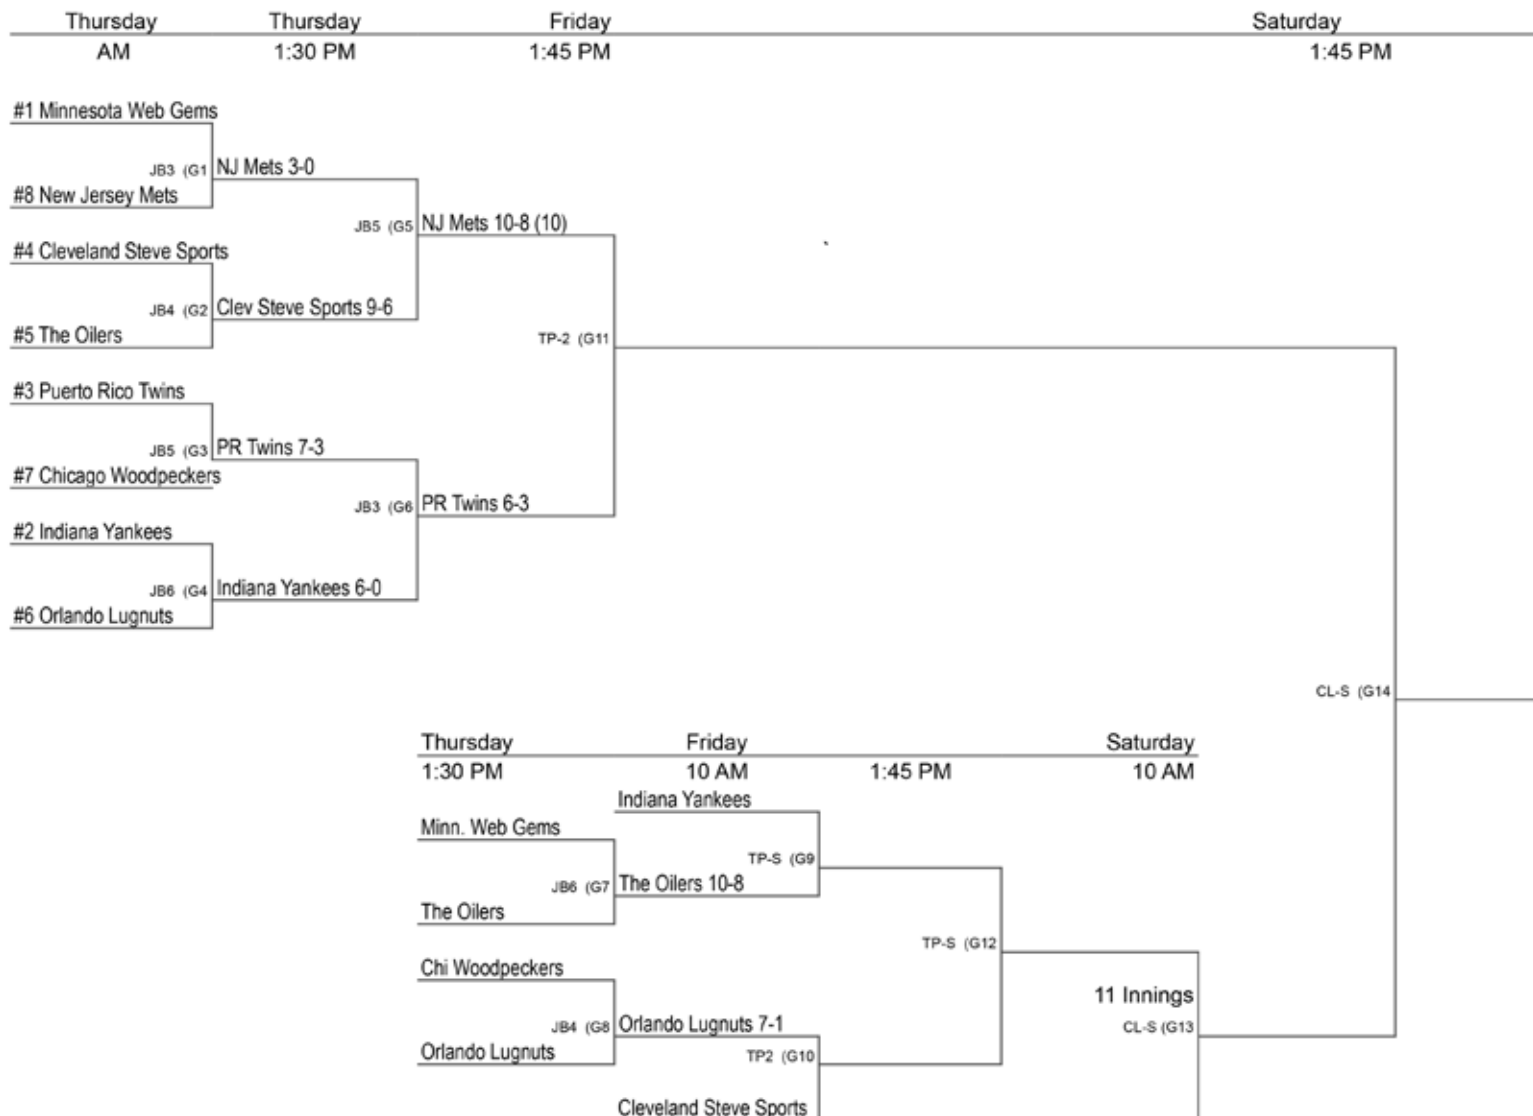 Thursday Thursday Friday Saturday
AM 1:30 PM 1:45 PM 1:45 PM
#1 Minnesota Web Gems
JB3 (G1 NJ Mets 3-0
#8 New Jersey Mets
JB5 (G5 NJ Mets 10-8 (10)
#4 Cleveland Steve Sports
JB4 (G2 Clev Steve Sports 9-6
#5 The Oilers
TP-2 (G11
#3 Puerto Rico Twins
JB5 (G3 PR Twins 7-3
#7 Chicago Woodpeckers
JB3 (G6 PR Twins 6-3
#2 Indiana Yankees
JB6 (G4 Indiana Yankees 6-0
#6 Orlando Lugnuts
CL-S (G14
Thursday Friday Saturday
1:30 PM 10 AM 1:45 PM 10 AM
Indiana Yankees
Minn. Web Gems
TP-S (G9
JB6 (G7 The Oilers 10-8
The Oilers
TP-S (G12
Chi Woodpeckers
11 Innings
JB4 (G8 Orlando Lugnuts 7-1
CL-S (G13
Orlando Lugnuts
TP2 (G10
Cleveland Steve Sports